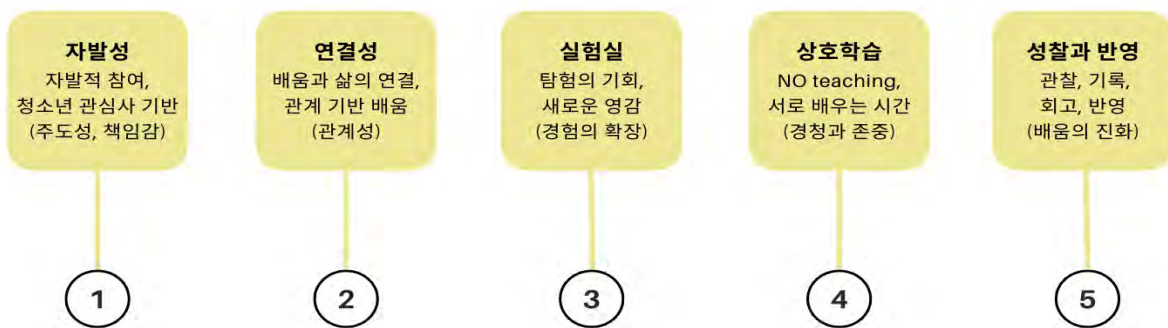 자발성
자발적 참여,
청소년 관심사 기반
(주도성, 책임감)
1
연결성
배움과 삶의 연결,
관계 기반 배움
(관계성)
2
실험실
탐험의 기회,
새로운 영감
(경험의 확장)
3
상호학습
NO teaching,
서로 배우는 시간
(경청과 존중)
4
성찰과 반영
관찰, 기록,
회고, 반영
(배움의 진화)
5